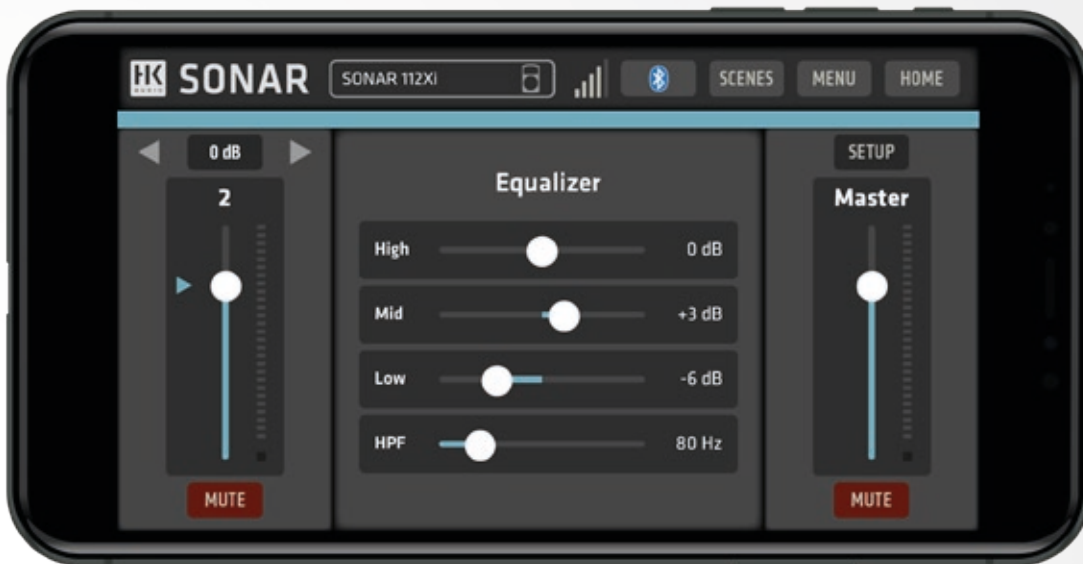 HK AUDIO SONAR
SONAR 112Xi
SCENES
MENU
HOME
0 dB
2
MUTE
Equalizer
High 0 dB
Mid +3 dB
Low -6 dB
HPF 80 Hz
SETUP
Master
MUTE